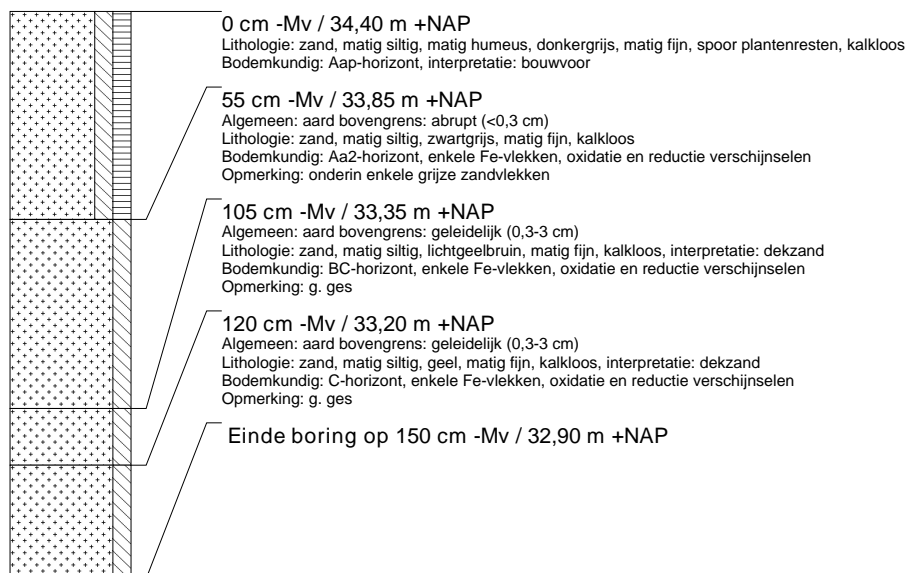 0 cm -Mv / 34,40 m +NAP
Lithologie: zand, matig siltig, matig humeus, donkergrijs, matig fijn, spoor plantenresten, kalkloos
Bodemkundig: Aap-horizont, interpretatie: bouwvoor
55 cm -Mv / 33,85 m +NAP
Algemeen: aard bovengrens: abrupt (<0,3 cm)
Lithologie: zand, matig siltig, zwartgrijs, matig fijn, kalkloos
Bodemkundig: Aa2-horizont, enkele Fe-vlekken, oxidatie en reductie verschijnselen
Opmerking: onderin enkele grijze zandvlekken
105 cm -Mv / 33,35 m +NAP
Algemeen: aard bovengrens: geleidelijk (0,3-3 cm)
Lithologie: zand, matig siltig, lichtgeelbruin, matig fijn, kalkloos, interpretatie: dekzand
Bodemkundig: BC-horizont, enkele Fe-vlekken, oxidatie en reductie verschijnselen
Opmerking: g. ges
120 cm -Mv / 33,20 m +NAP
Algemeen: aard bovengrens: geleidelijk (0,3-3 cm)
Lithologie: zand, matig siltig, geel, matig fijn, kalkloos, interpretatie: dekzand
Bodemkundig: C-horizont, enkele Fe-vlekken, oxidatie en reductie verschijnselen
Opmerking: g. ges
Einde boring op 150 cm -Mv / 32,90 m +NAP